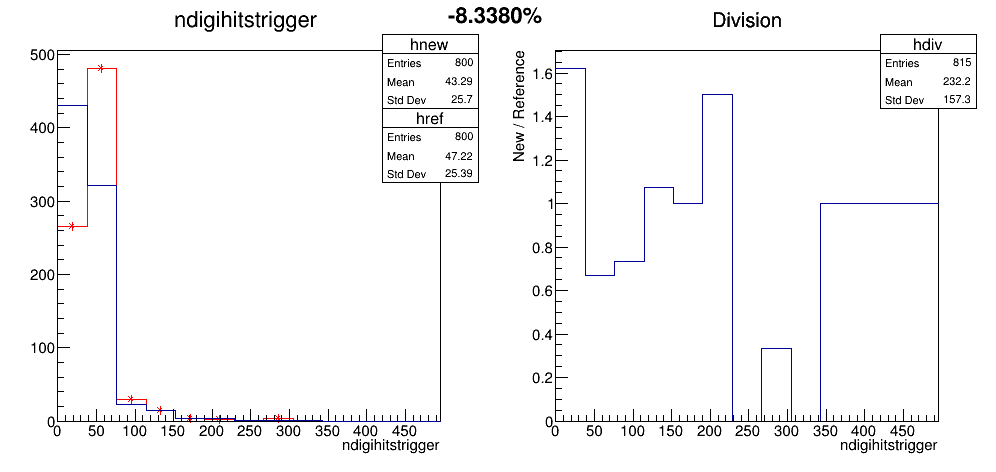 ndigihitstrigger
-8.3380%
Division
hnew
Entries 800
Mean 43.29
Std Dev 25.7
href
Entries 800
Mean 47.22
Std Dev 25.39
500
400
300
200
100
0
0 50 100 150 200 250 300 350 400 450
ndigihitstrigger
hdiv
Entries 815
Mean 232.2
Std Dev 157.3
New / Reference
1.6
1.4
1.2
1
0.8
0.6
0.4
0.2
0
0 50 100 150 200 250 300 350 400 450
ndigihitstrigger